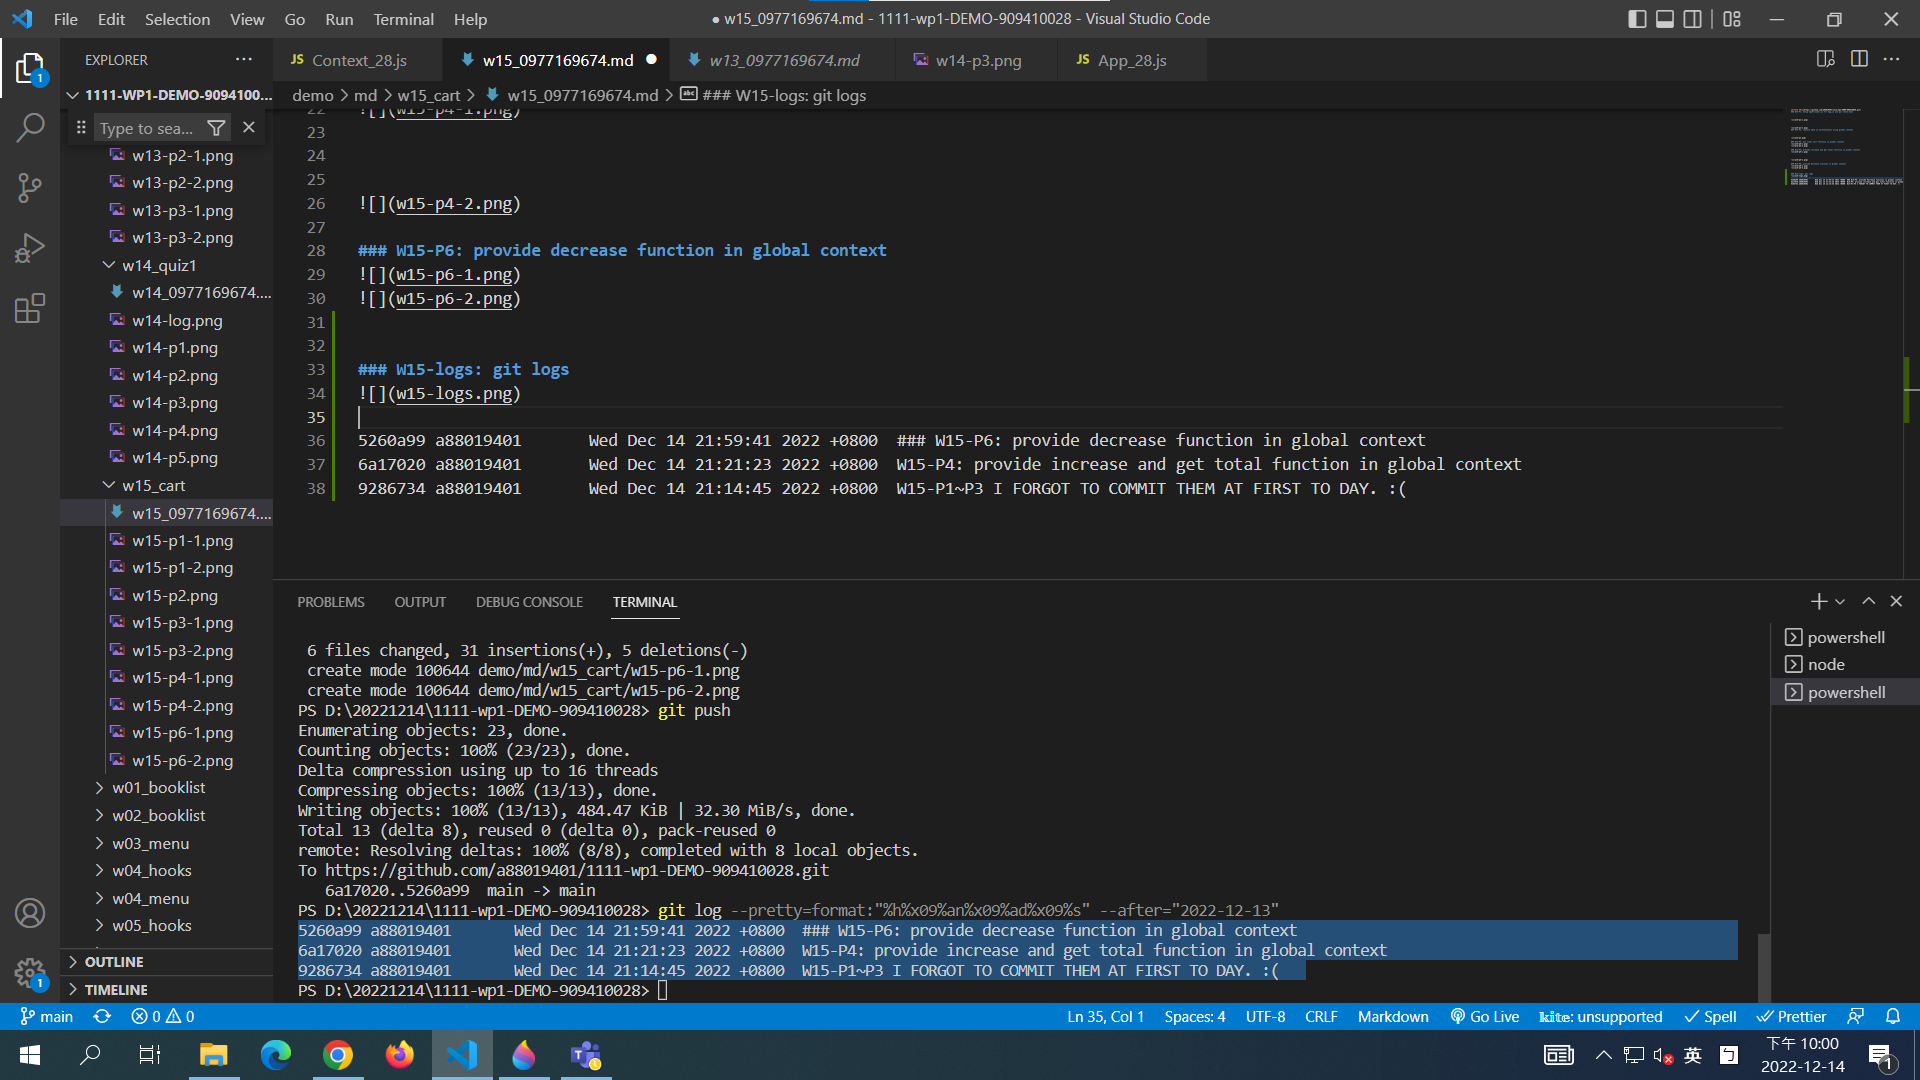 File Edit Selection View Go Run Terminal Help
● w15_0977169674.md - 1111-wp1-DEMO-909410028 - Visual Studio Code
EXPLORER
JS Context_28.js
w15_0977169674.md
w13_0977169674.md
w14-p3.png
JS App_28.js
1111-WP1-DEMO-9094100...
demo > md > w15_cart > w15_0977169674.md > ### W15-logs: git logs
Type to sea...
w13-p2-1.png
w13-p2-2.png
w13-p3-1.png
w13-p3-2.png
w14_quiz1
w14_0977169674....
w14-log.png
w14-p1.png
w14-p2.png
w14-p3.png
w14-p4.png
w14-p5.png
w15_cart
w15_0977169674....
w15-p1-1.png
w15-p1-2.png
w15-p2.png
w15-p3-1.png
w15-p3-2.png
w15-p4-1.png
w15-p4-2.png
w15-p6-1.png
w15-p6-2.png
w01_booklist
w02_booklist
w03_menu
w04_hooks
w04_menu
w05_hooks
OUTLINE
TIMELINE
22 ![](w15-p4-1.png)
23
24
25
26 ![](w15-p4-2.png)
27
28 ### W15-P6: provide decrease function in global context
29 ![](w15-p6-1.png)
30 ![](w15-p6-2.png)
31
32
33 ### W15-logs: git logs
34 ![](w15-logs.png)
35
36 5260a99 a88019401 Wed Dec 14 21:59:41 2022 +0800 ### W15-P6: provide decrease function in global context
37 6a17020 a88019401 Wed Dec 14 21:21:23 2022 +0800 W15-P4: provide increase and get total function in global context
38 9286734 a88019401 Wed Dec 14 21:14:45 2022 +0800 W15-P1~P3 I FORGOT TO COMMIT THEM AT FIRST TO DAY. :(
PROBLEMS OUTPUT DEBUG CONSOLE TERMINAL
6 files changed, 31 insertions(+), 5 deletions(-)
create mode 100644 demo/md/w15_cart/w15-p6-1.png
create mode 100644 demo/md/w15_cart/w15-p6-2.png
PS D:\20221214\1111-wp1-DEMO-909410028> git push
Enumerating objects: 23, done.
Counting objects: 100% (23/23), done.
Delta compression using up to 16 threads
Compressing objects: 100% (13/13), done.
Writing objects: 100% (13/13), 484.47 KiB | 32.30 MiB/s, done.
Total 13 (delta 8), reused 0 (delta 0), pack-reused 0
remote: Resolving deltas: 100% (8/8), completed with 8 local objects.
To https://github.com/a88019401/1111-wp1-DEMO-909410028.git
6a17020..5260a99 main -> main
PS D:\20221214\1111-wp1-DEMO-909410028> git log --pretty=format:"%h%x09%an%x09%ad%x09%s" --after="2022-12-13"
5260a99 a88019401 Wed Dec 14 21:59:41 2022 +0800 ### W15-P6: provide decrease function in global context
6a17020 a88019401 Wed Dec 14 21:21:23 2022 +0800 W15-P4: provide increase and get total function in global context
9286734 a88019401 Wed Dec 14 21:14:45 2022 +0800 W15-P1~P3 I FORGOT TO COMMIT THEM AT FIRST TO DAY. :(
PS D:\20221214\1111-wp1-DEMO-909410028>
powershell
node
powershell
main 0 0
Ln 35, Col 1 Spaces: 4 UTF-8 CRLF Markdown Go Live kite: unsupported Spell Prettier
英
下午 10:00
2022-12-14
1